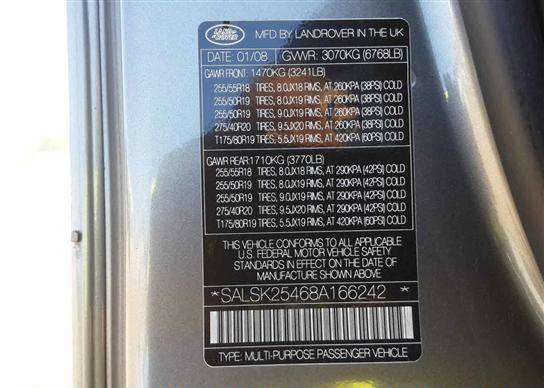 LAND ROVER
MFD BY LANDROVER IN THE UK
DATE: 01/08 GVWR: 3070KG (6768LB)
GAWR FRONT: 1470KG (3241LB)
255/55R18 TIRES, 8.0JX18 RIMS, AT 260KPA (38PSI) COLD
255/50R19 TIRES, 8.0JX19 RIMS, AT 260KPA (38PSI) COLD
255/50R19 TIRES, 9.0JX19 RIMS, AT 260KPA (38PSI) COLD
275/40R20 TIRES, 9.5JX20 RIMS, AT 260KPA (38PSI) COLD
T175/80R19 TIRES, 5.5JX19 RIMS, AT 420KPA (60PSI) COLD
GAWR REAR: 1710KG (3770LB)
255/55R18 TIRES, 8.0JX18 RIMS, AT 290KPA (42PSI) COLD
255/50R19 TIRES, 8.0JX19 RIMS, AT 290KPA (42PSI) COLD
255/50R19 TIRES, 9.0JX19 RIMS, AT 290KPA (42PSI) COLD
275/40R20 TIRES, 9.5JX20 RIMS, AT 290KPA (42PSI) COLD
T175/80R19 TIRES, 5.5JX19 RIMS, AT 420KPA (60PSI) COLD
THIS VEHICLE CONFORMS TO ALL APPLICABLE
U.S. FEDERAL MOTOR VEHICLE SAFETY
STANDARDS IN EFFECT ON THE DATE OF
MANUFACTURE SHOWN ABOVE.
*SALSK25468A166242*
TYPE: MULTI-PURPOSE PASSENGER VEHICLE